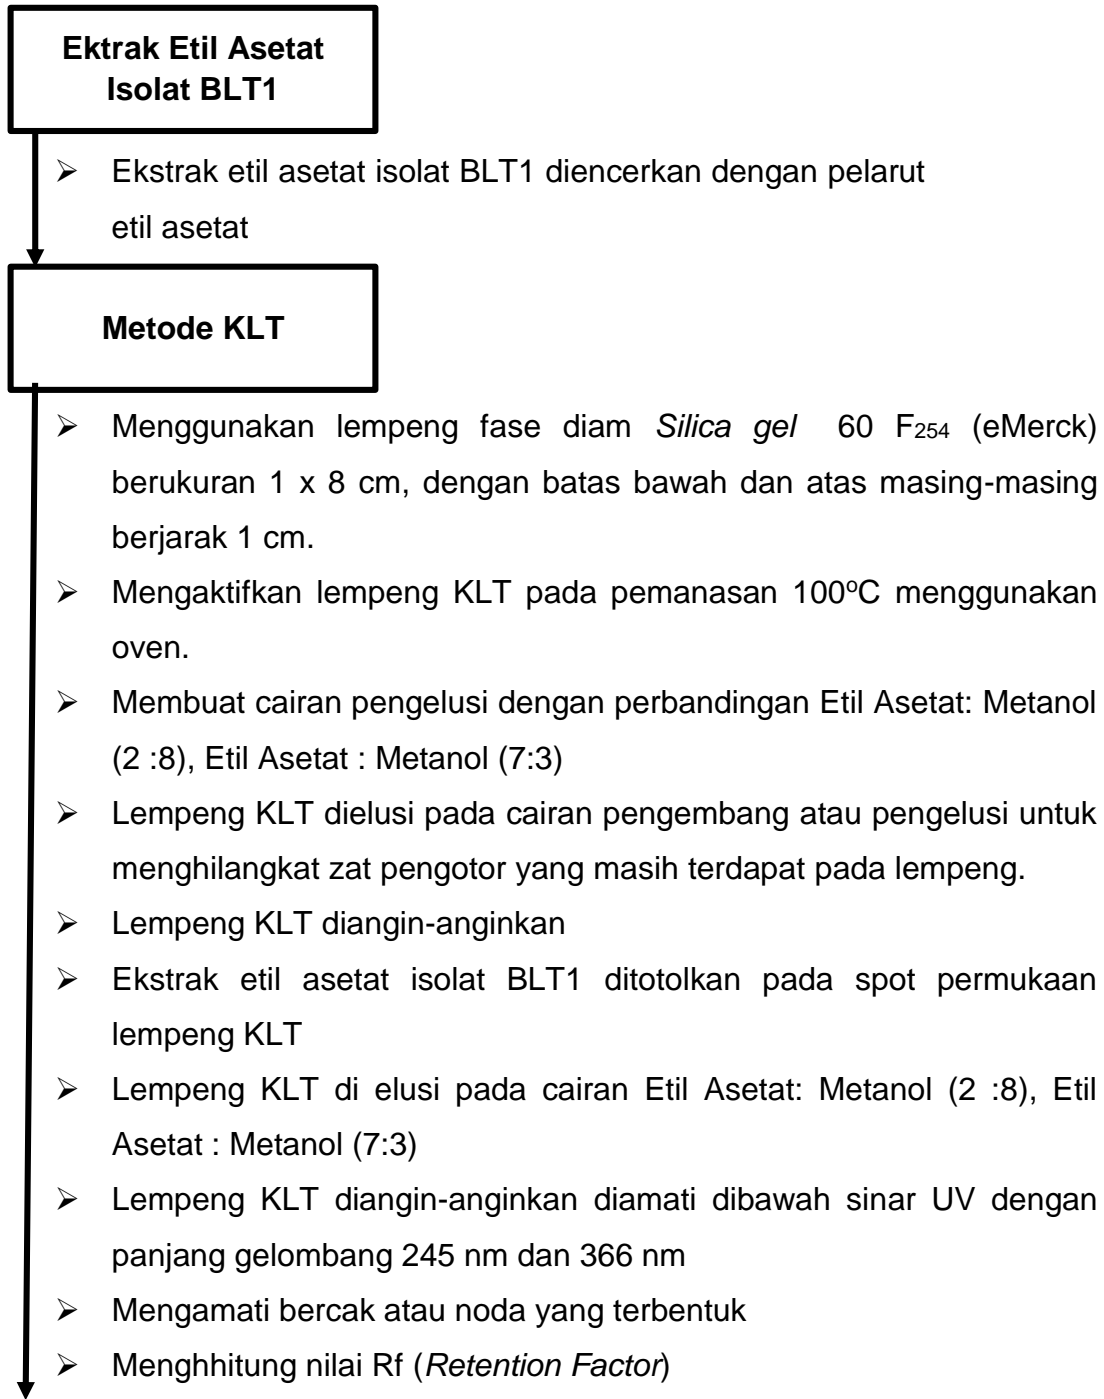 Ektrak Etil Asetat
Isolat BLT1
➢ Ekstrak etil asetat isolat BLT1 diencerkan dengan pelarut
etil asetat
Metode KLT
➢ Menggunakan lempeng fase diam Silica gel 60 F254 (eMerck)
berukuran 1 x 8 cm, dengan batas bawah dan atas masing-masing
berjarak 1 cm.
➢ Mengaktifkan lempeng KLT pada pemanasan 100ºC menggunakan
oven.
➢ Membuat cairan pengelusi dengan perbandingan Etil Asetat: Metanol
(2 :8), Etil Asetat : Metanol (7:3)
➢ Lempeng KLT dielusi pada cairan pengembang atau pengelusi untuk
menghilangkat zat pengotor yang masih terdapat pada lempeng.
➢ Lempeng KLT diangin-anginkan
➢ Ekstrak etil asetat isolat BLT1 ditotolkan pada spot permukaan
lempeng KLT
➢ Lempeng KLT di elusi pada cairan Etil Asetat: Metanol (2 :8), Etil
Asetat : Metanol (7:3)
➢ Lempeng KLT diangin-anginkan diamati dibawah sinar UV dengan
panjang gelombang 245 nm dan 366 nm
➢ Mengamati bercak atau noda yang terbentuk
➢ Menghhitung nilai Rf (Retention Factor)